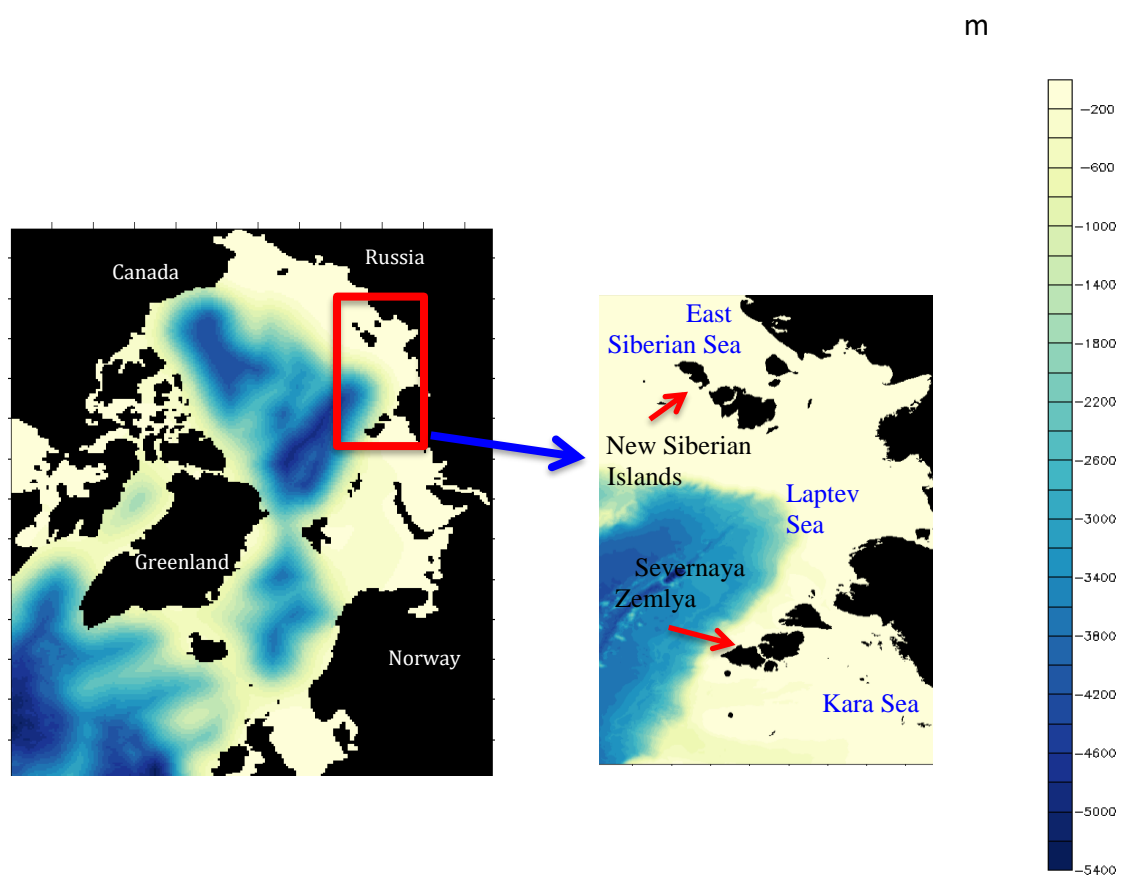 m
Canada
Russia
Greenland
Norway
East
Siberian Sea
New Siberian
Islands
Laptev
Sea
Severnaya
Zemlya
Kara Sea
−200
−600
−1000
−1400
−1800
−2200
−2600
−3000
−3400
−3800
−4200
−4600
−5000
−5400